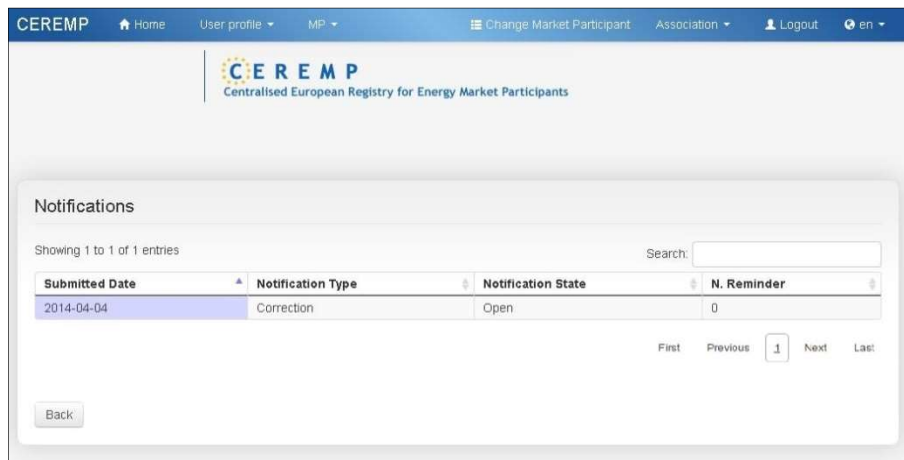 CEREMP Home User profile MP Change Market Participant Association Logout en
CEREMP
Centralised European Registry for Energy Market Participants
Notifications
Showing 1 to 1 of 1 entries Search:
Submitted Date Notification Type Notification State N. Reminder
2014-04-04 Correction Open 0
First Previous 1 Next Last
Back